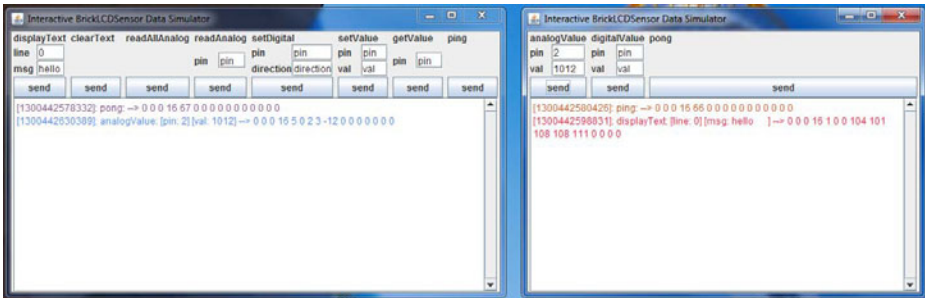 Interactive BrickLCDSensor Data Simulator
displayText clearText readAllAnalog readAnalog setDigital setValue getValue ping
line 0 pin pin pin pin pin pin pin pin
msg hello direction direction val val
send send send send send send send send
[1300442578332]: pong: --> 0 0 0 16 67 0 0 0 0 0 0 0 0 0 0 0
[1300442630389]: analogValue: [pin: 2] [val: 1012] --> 0 0 0 16 5 0 2 3 -12 0 0 0 0 0 0 0
Interactive BrickLCDSensor Data Simulator
analogValue digitalValue pong
pin 2 pin pin
val 1012 val val
send send send
[1300442580426]: ping: --> 0 0 0 16 66 0 0 0 0 0 0 0 0 0 0 0
[1300442598831]: displayText: [line: 0] [msg: hello ] --> 0 0 0 16 1 0 0 104 101
108 108 111 0 0 0 0